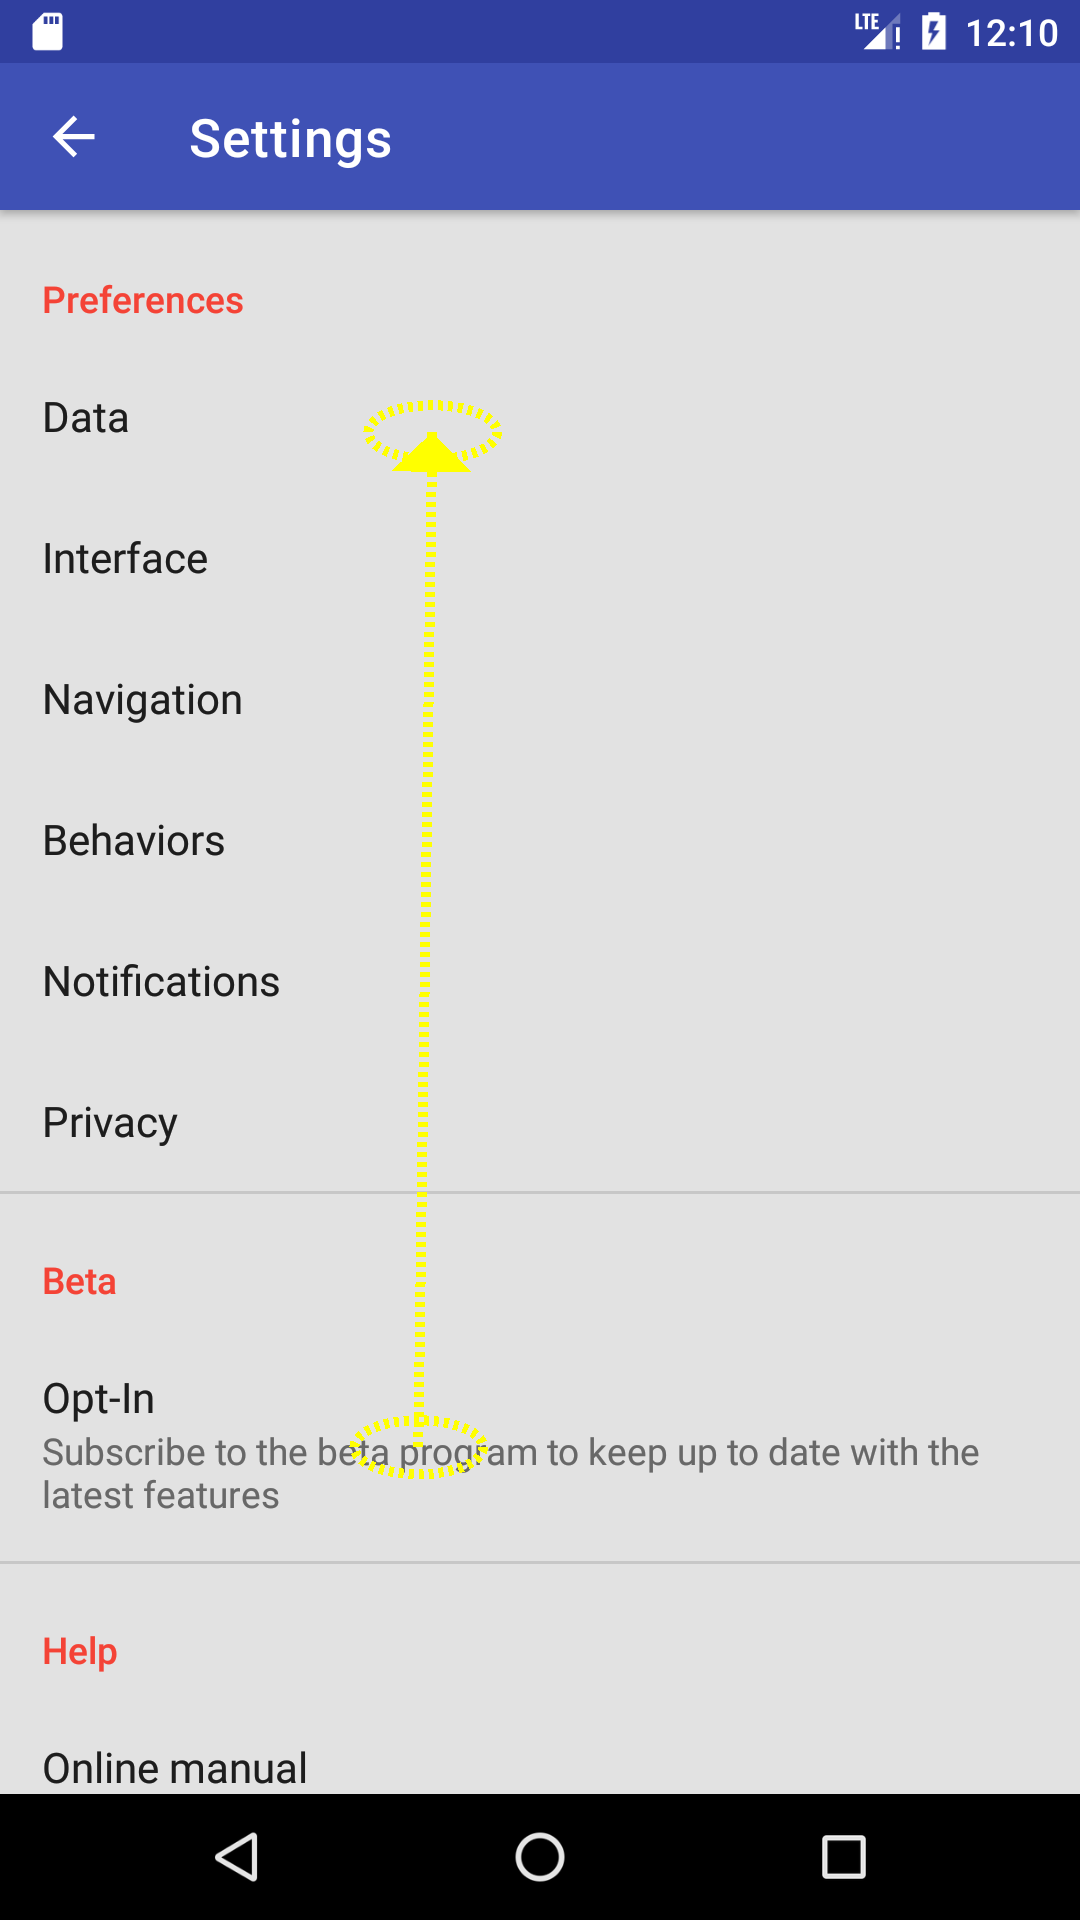 LTE 12:10
Settings
Preferences
Data
Interface
Navigation
Behaviors
Notifications
Privacy
Beta
Opt-In
Subscribe to the beta program to keep up to date with the
latest features
Help
Online manual